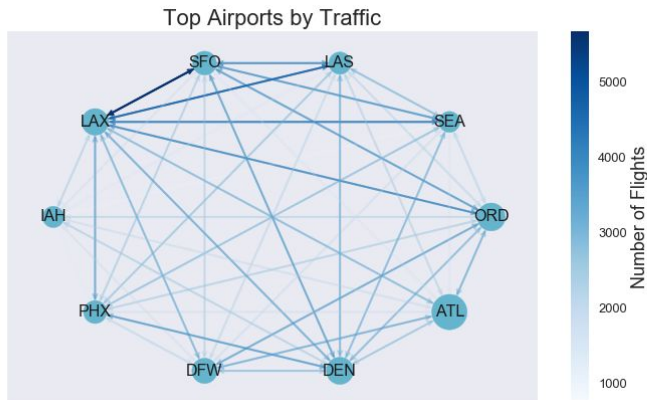 Top Airports by Traffic
SFO
LAS
LAX
SEA
IAH
ORD
PHX
ATL
DFW
DEN
5000
4000
3000
2000
1000
Number of Flights